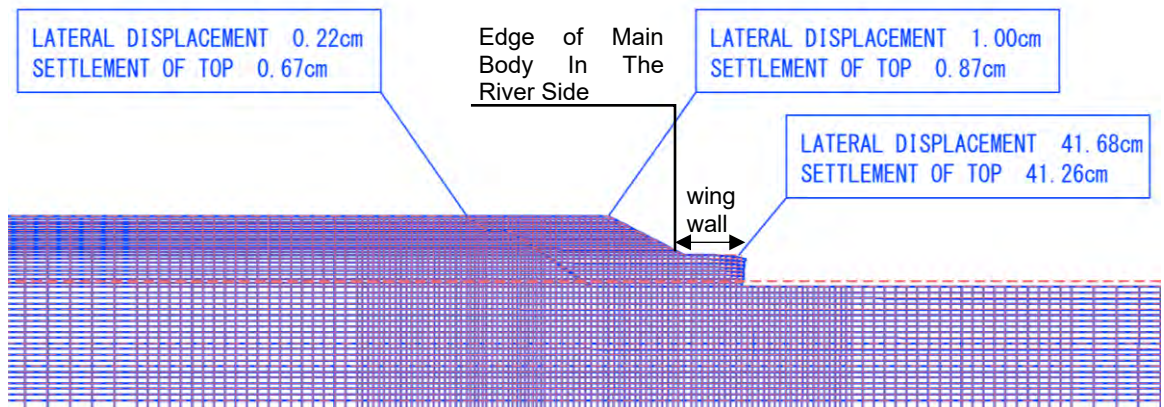 LATERAL DISPLACEMENT 0.22cm
SETTLEMENT OF TOP 0.67cm
Edge of Main
Body In The
River Side
LATERAL DISPLACEMENT 1.00cm
SETTLEMENT OF TOP 0.87cm
LATERAL DISPLACEMENT 41.68cm
SETTLEMENT OF TOP 41.26cm
wing
wall